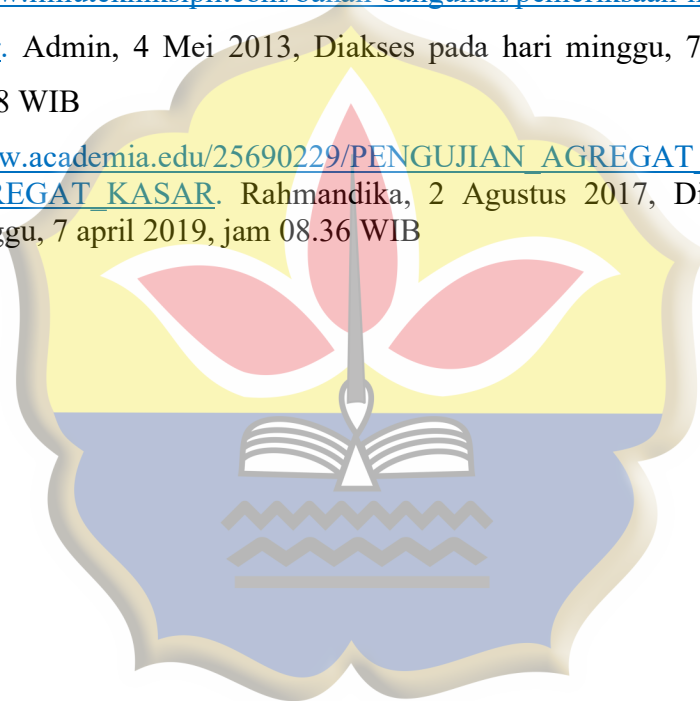 Admin, 4 Mei 2013, Diakses pada hari minggu, 7
8 WIB
w.academia.edu/25690229/PENGUJIAN_AGREGAT_
REGAT_KASAR. Rahmandika, 2 Agustus 2017, Di
ggu, 7 april 2019, jam 08.36 WIB